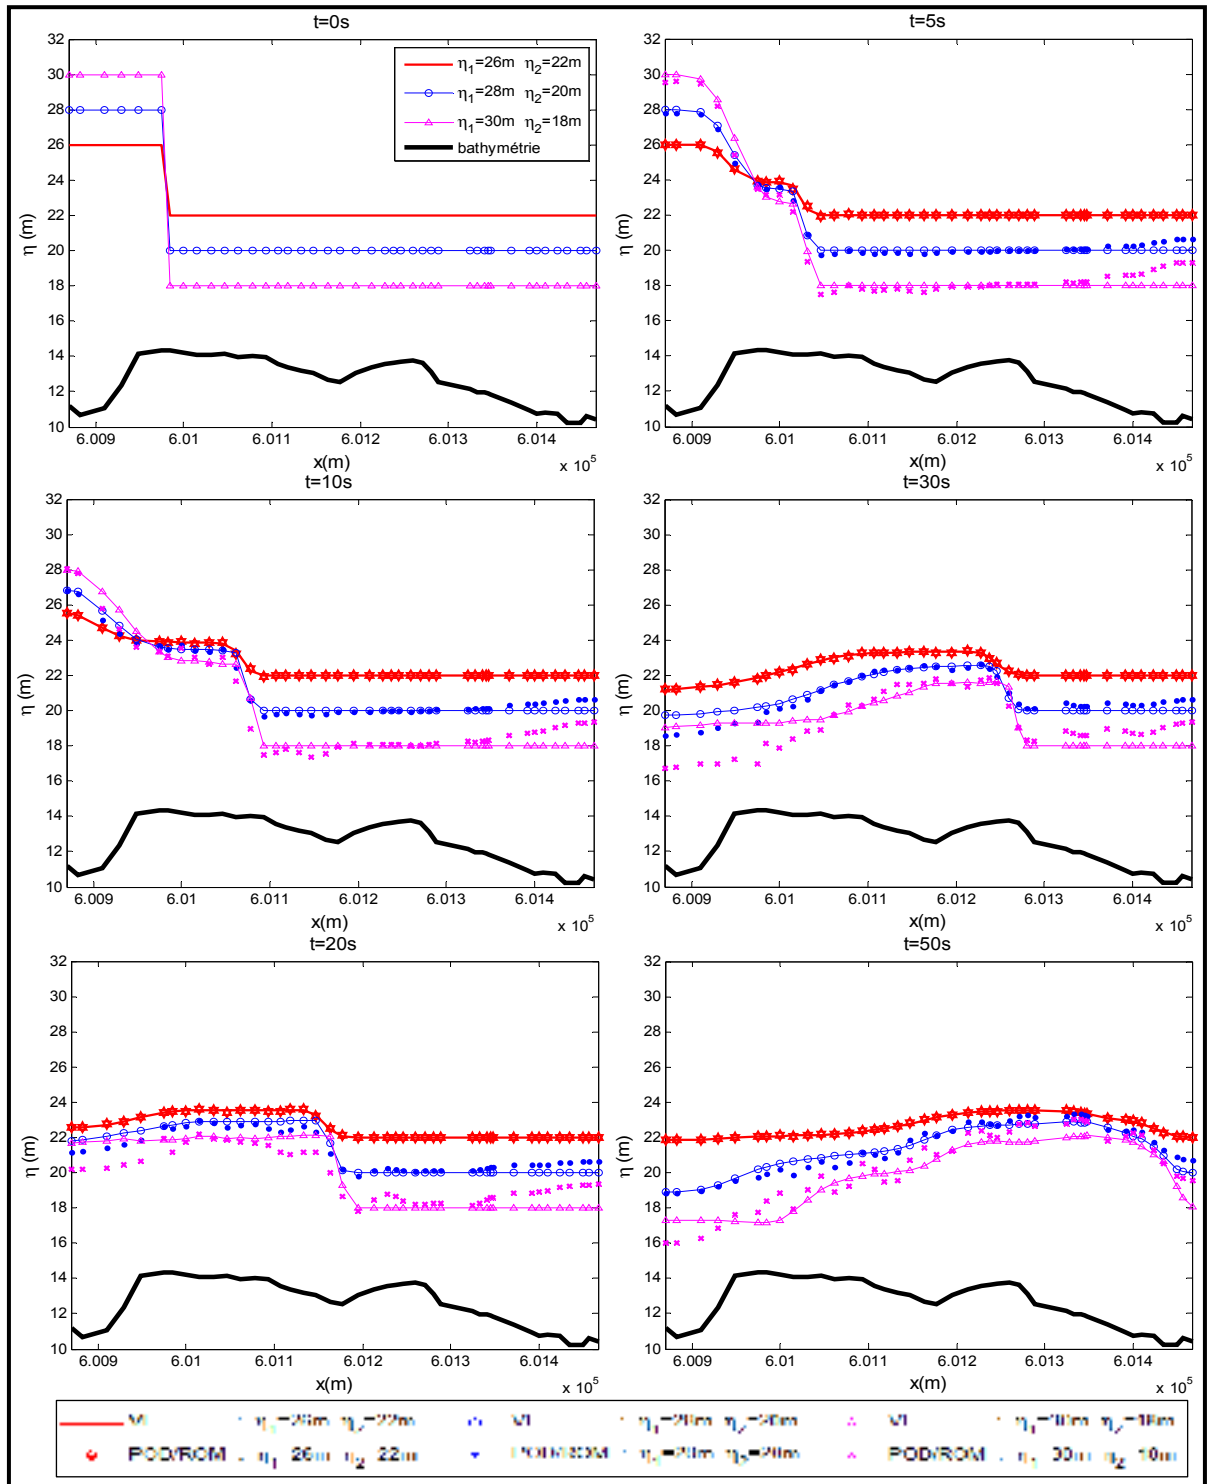 t=0s
32
30
28
26
24
22
20
18
16
14
12
10
η (m)
η₁=26m η₂=22m
η₁=28m η₂=20m
η₁=30m η₂=18m
bathymétrie
6.009 6.01 6.011 6.012 6.013 6.014
x(m)
x 10⁵
t=5s
32
30
28
26
24
22
20
18
16
14
12
10
η (m)
6.009 6.01 6.011 6.012 6.013 6.014
x(m)
x 10⁵
t=10s
32
30
28
26
24
22
20
18
16
14
12
10
η (m)
6.009 6.01 6.011 6.012 6.013 6.014
x(m)
x 10⁵
t=30s
32
30
28
26
24
22
20
18
16
14
12
10
η (m)
6.009 6.01 6.011 6.012 6.013 6.014
x(m)
x 10⁵
t=20s
32
30
28
26
24
22
20
18
16
14
12
10
η (m)
6.009 6.01 6.011 6.012 6.013 6.014
x(m)
x 10⁵
t=50s
32
30
28
26
24
22
20
18
16
14
12
10
η (m)
6.009 6.01 6.011 6.012 6.013 6.014
x(m)
x 10⁵
POD/ROM POD/ROM POD/ROM